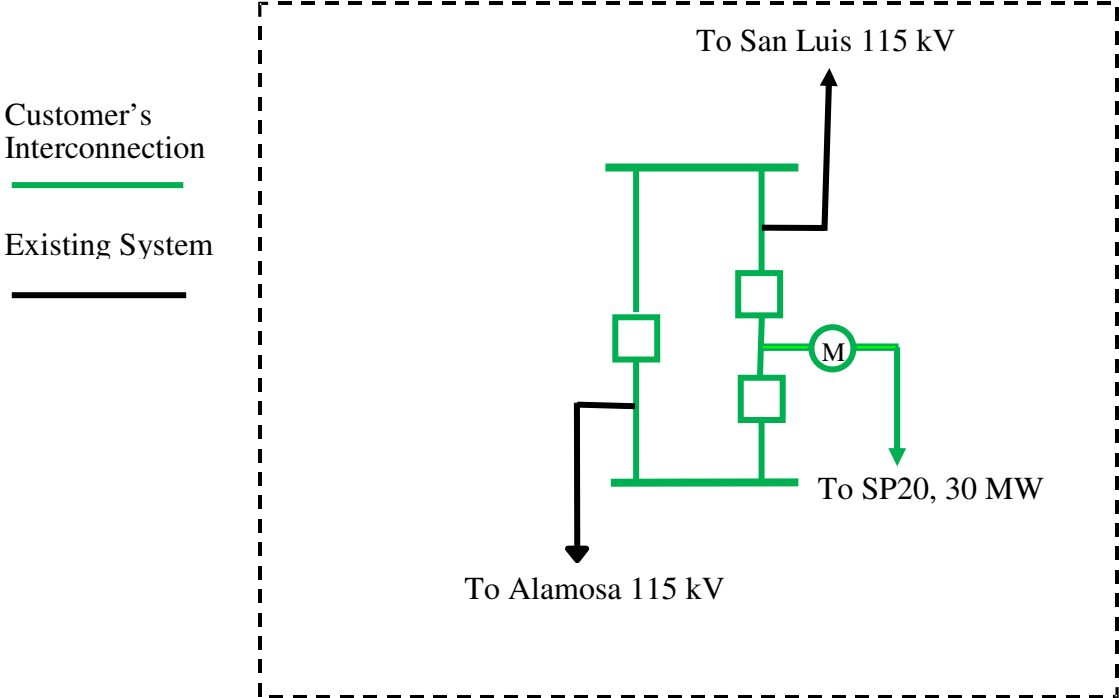 To San Luis 115 kV
Customer’s
Interconnection
Existing System
M
To SP20, 30 MW
To Alamosa 115 kV